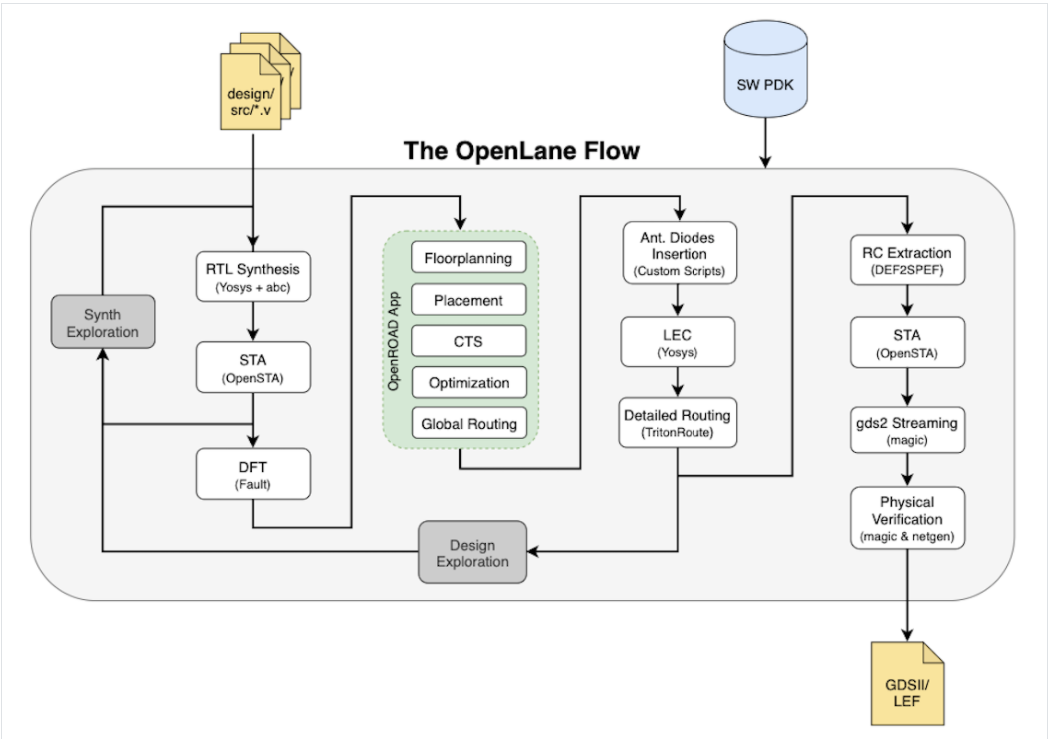 design/
src/*.v
SW PDK
The OpenLane Flow
RTL Synthesis
(Yosys + abc)
Synth
Exploration
STA
(OpenSTA)
DFT
(Fault)
OpenROAD App
Floorplanning
Placement
CTS
Optimization
Global Routing
Design
Exploration
Ant. Diodes
Insertion
(Custom Scripts)
LEC
(Yosys)
Detailed Routing
(TritonRoute)
RC Extraction
(DEF2SPEF)
STA
(OpenSTA)
gds2 Streaming
(magic)
Physical
Verification
(magic & netgen)
GDSII/
LEF